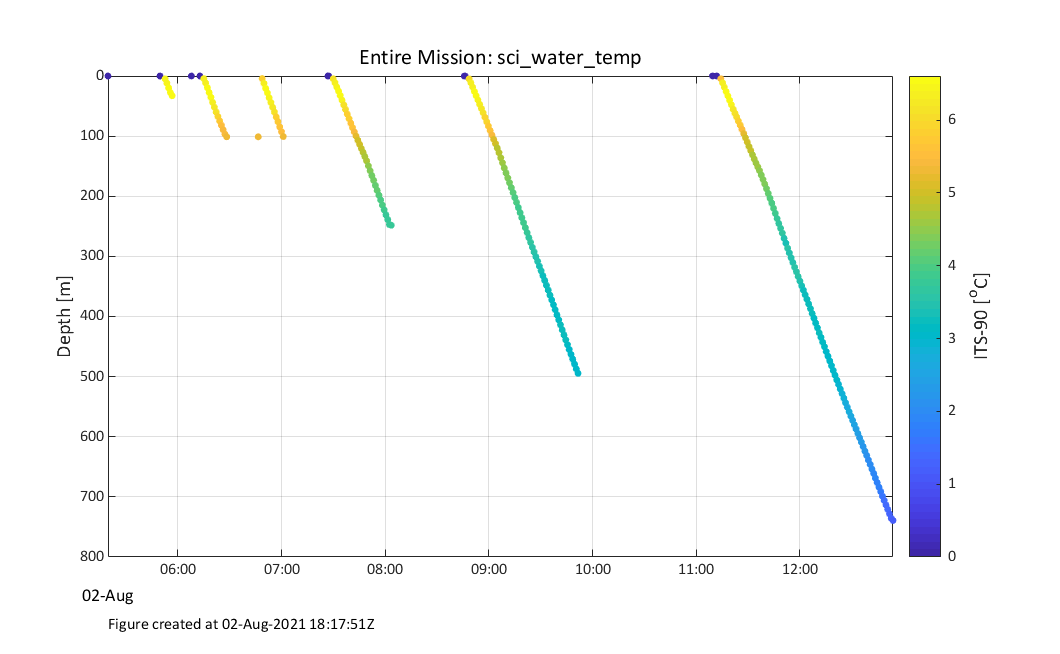 Entire Mission: sci_water_temp
0
100
200
300
400
500
600
700
800
Depth [m]
06:00 07:00 08:00 09:00 10:00 11:00 12:00
02-Aug
6
5
4
3
2
1
0
ITS-90 [°C]
Figure created at 02-Aug-2021 18:17:51Z